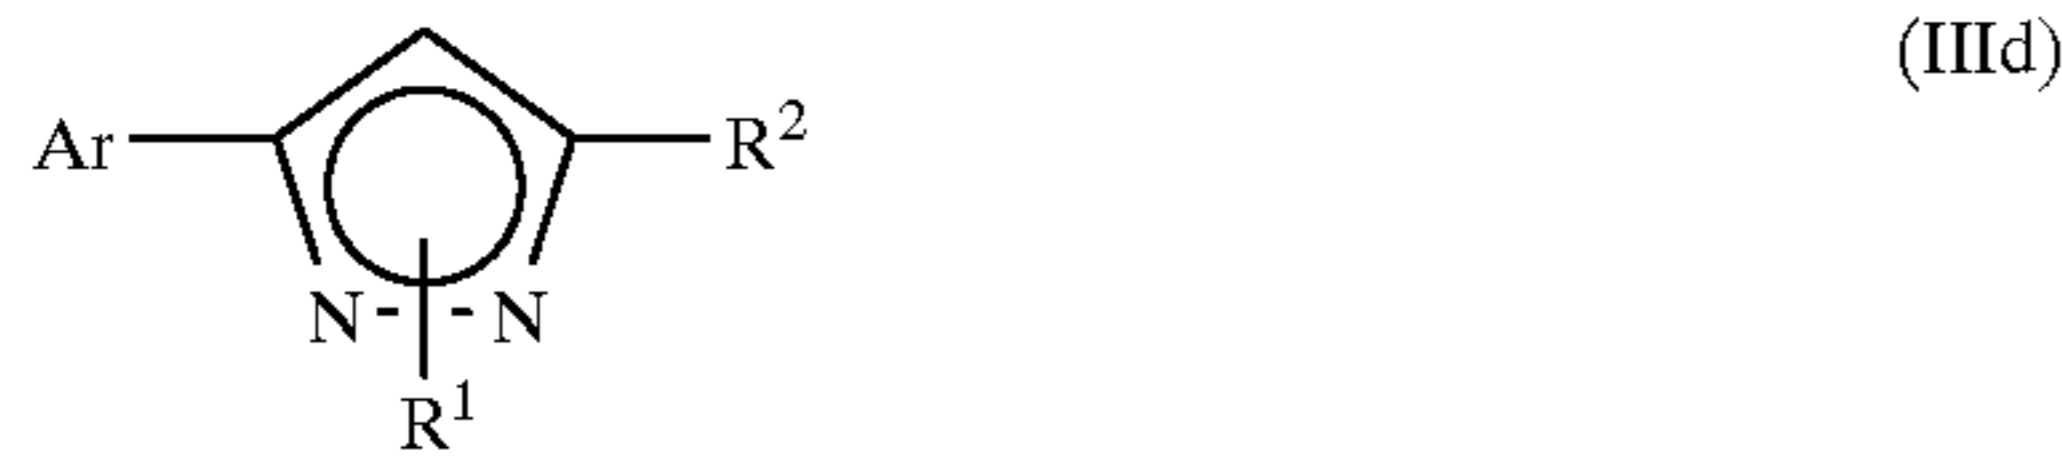 (IIId)
Ar R²
N N
R¹